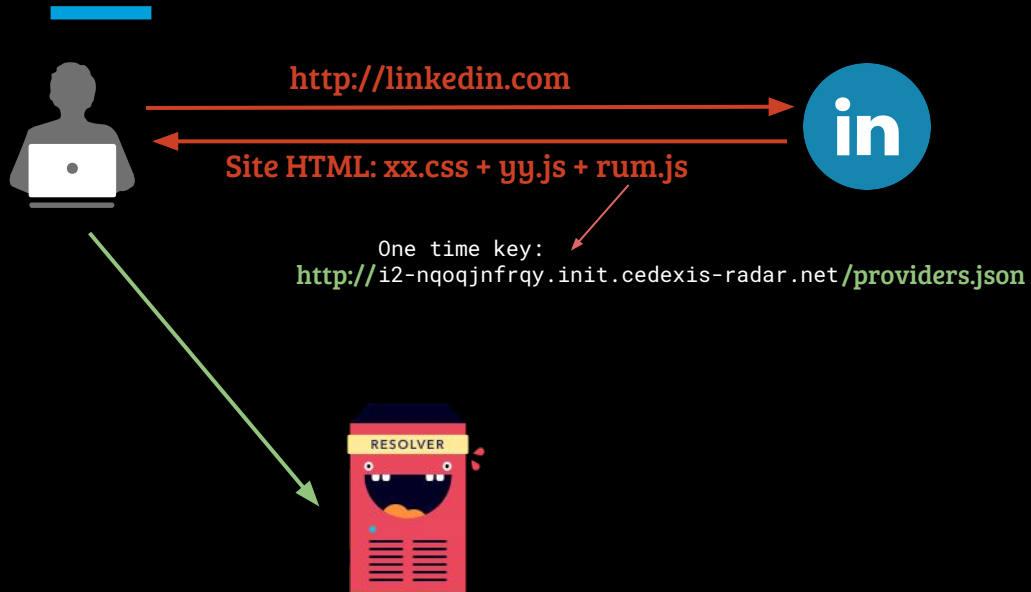 http://linkedin.com
in
Site HTML: xx.css + yy.js + rum.js
One time key:
http://i2-nqoqjnfrqy.init.cedexis-radar.net/providers.json
RESOLVER